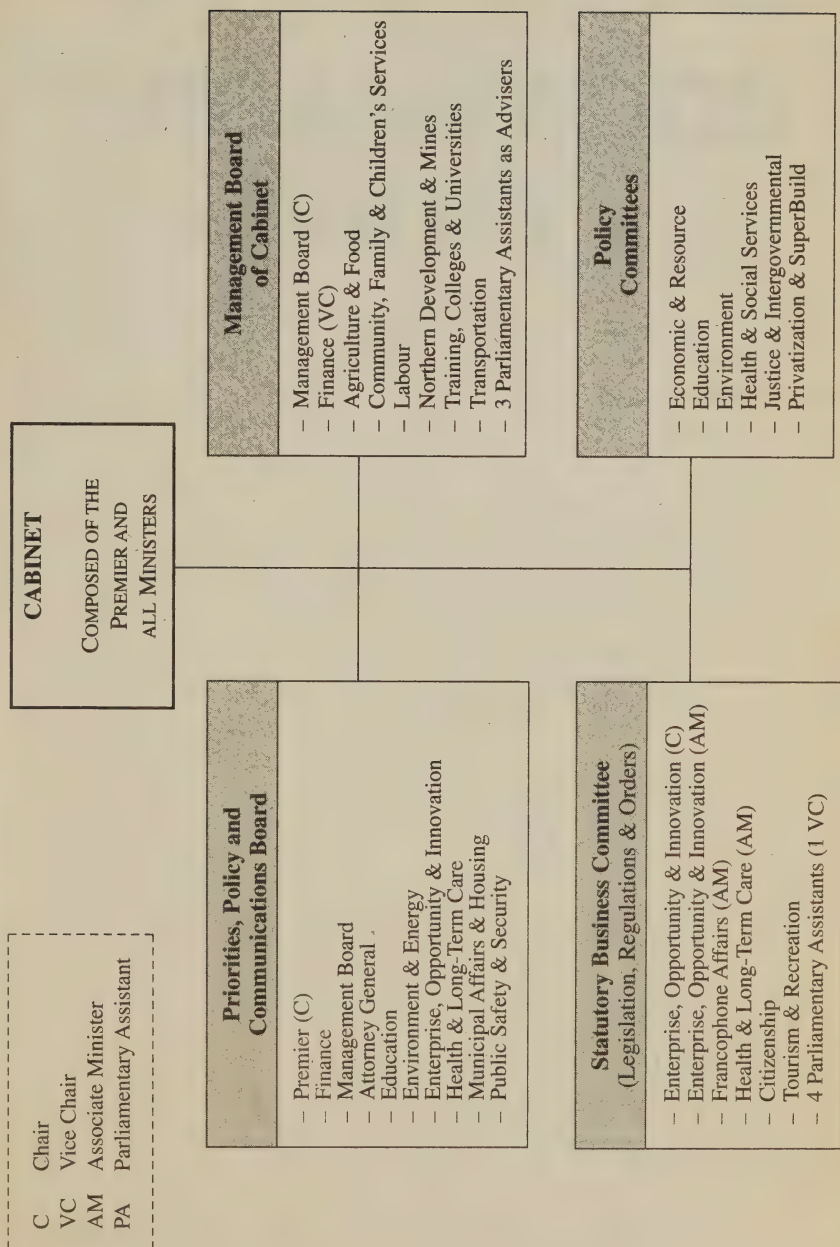 C Chair
VC Vice Chair
AM Associate Minister
PA Parliamentary Assistant
CABINET
COMPOSED OF THE
PREMIER AND
ALL MINISTERS
Priorities, Policy and
Communications Board
– Premier (C)
– Finance
– Management Board
– Attorney General
– Education
– Environment & Energy
– Enterprise, Opportunity & Innovation
– Health & Long-Term Care
– Municipal Affairs & Housing
– Public Safety & Security
Management Board
of Cabinet
– Management Board (C)
– Finance (VC)
– Agriculture & Food
– Community, Family & Children's Services
– Labour
– Northern Development & Mines
– Training, Colleges & Universities
– Transportation
– 3 Parliamentary Assistants as Advisers
Statutory Business Committee
(Legislation, Regulations & Orders)
– Enterprise, Opportunity & Innovation (C)
– Enterprise, Opportunity & Innovation (AM)
– Francophone Affairs (AM)
– Health & Long-Term Care (AM)
– Citizenship
– Tourism & Recreation
– 4 Parliamentary Assistants (1 VC)
Policy
Committees
– Economic & Resource
– Education
– Environment
– Health & Social Services
– Justice & Intergovernmental
– Privatization & SuperBuild